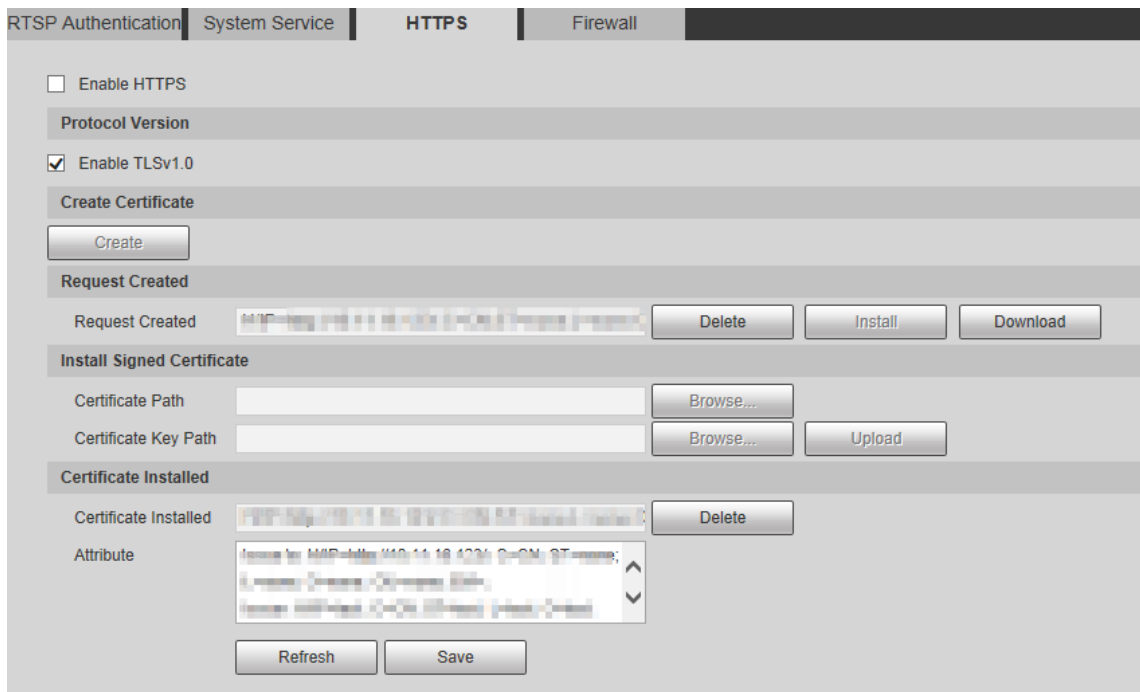 RTSP Authentication System Service HTTPS Firewall
Enable HTTPS
Protocol Version
Enable TLSv1.0
Create Certificate
Create
Request Created
Request Created Delete Install Download
Install Signed Certificate
Certificate Path Browse...
Certificate Key Path Browse... Upload
Certificate Installed
Certificate Installed Delete
Attribute
Refresh Save